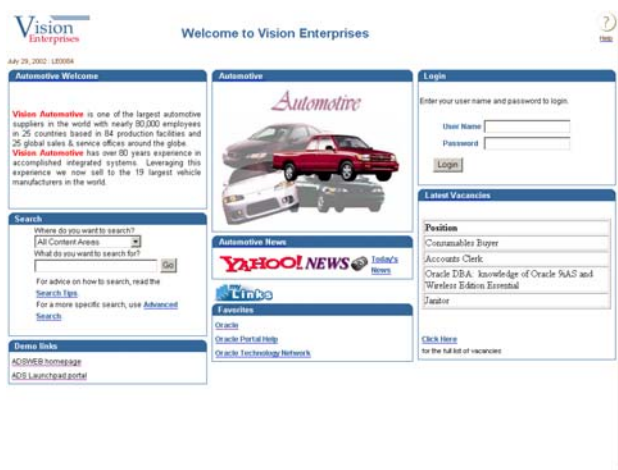 Vision
Enterprises
Welcome to Vision Enterprises
Help
July 29, 2002 : LE0004
Automotive Welcome
Vision Automotive is one of the largest automotive
suppliers in the world with nearly 80,000 employees
in 25 countries based in 84 production facilities and
25 global sales & service offices around the globe.
Vision Automotive has over 80 years experience in
accomplished integrated systems. Leveraging this
experience we now sell to the 19 largest vehicle
manufacturers in the world.
Search
Where do you want to search?
All Content Areas
What do you want to search for?
Go
For advice on how to search, read the
Search Tips.
For a more specific search, use Advanced
Search.
Demo links
ADSWEB homepage
ADS Launchpad portal
Automotive
Automotive
Automotive News
YAHOO! NEWS Today's
News
my
Links
Favorites
Oracle
Oracle Portal Help
Oracle Technology Network
Login
Enter your user name and password to login.
User Name
Password
Login
Latest Vacancies
Position
Consumables Buyer
Accounts Clerk
Oracle DBA: knowledge of Oracle 9iAS and
Wireless Edition Essential
Janitor
Click Here
for the full list of vacancies